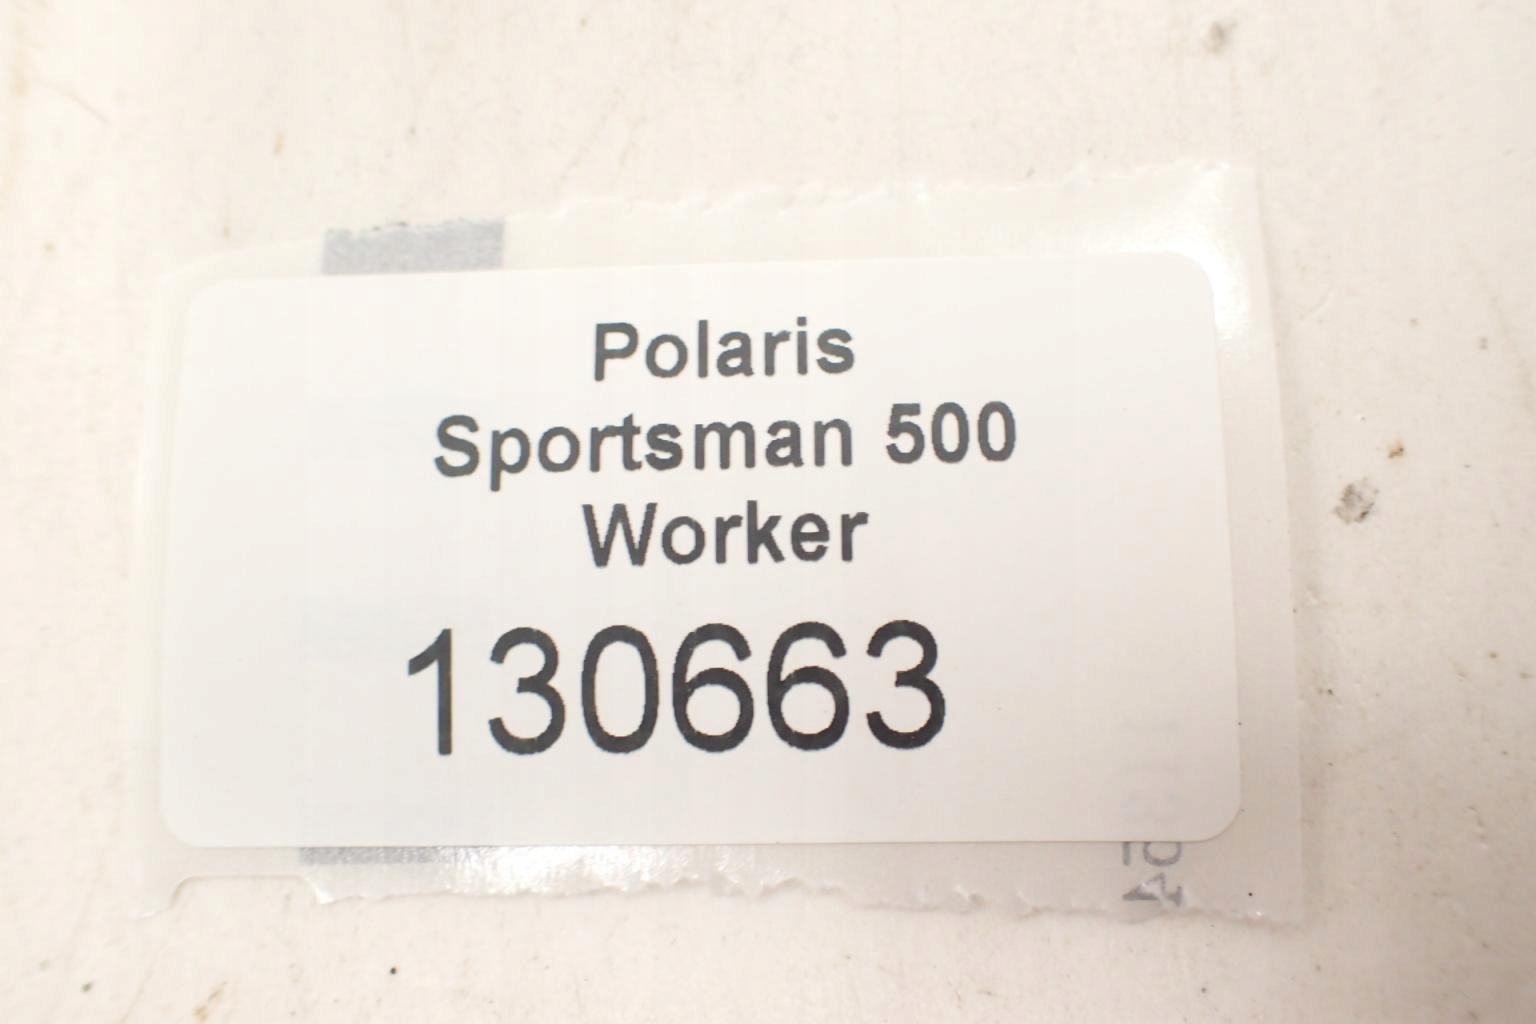 Polaris
Sportsman 500
Worker
130663